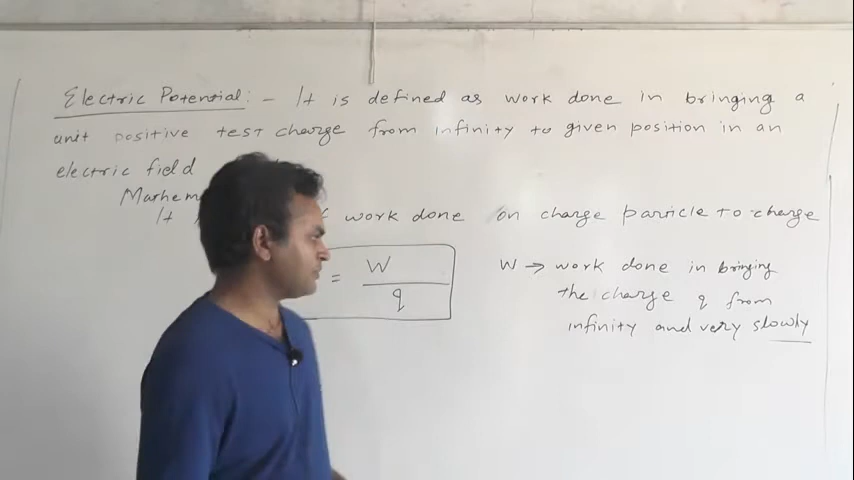 Electric Potential:- It is defined as work done in bringing a
unit positive test charge from infinity to given position in an
electric field
It work done on charge paricle to charge
= W
q
W → work done in bringing
the charge q from
infinity and very slowly